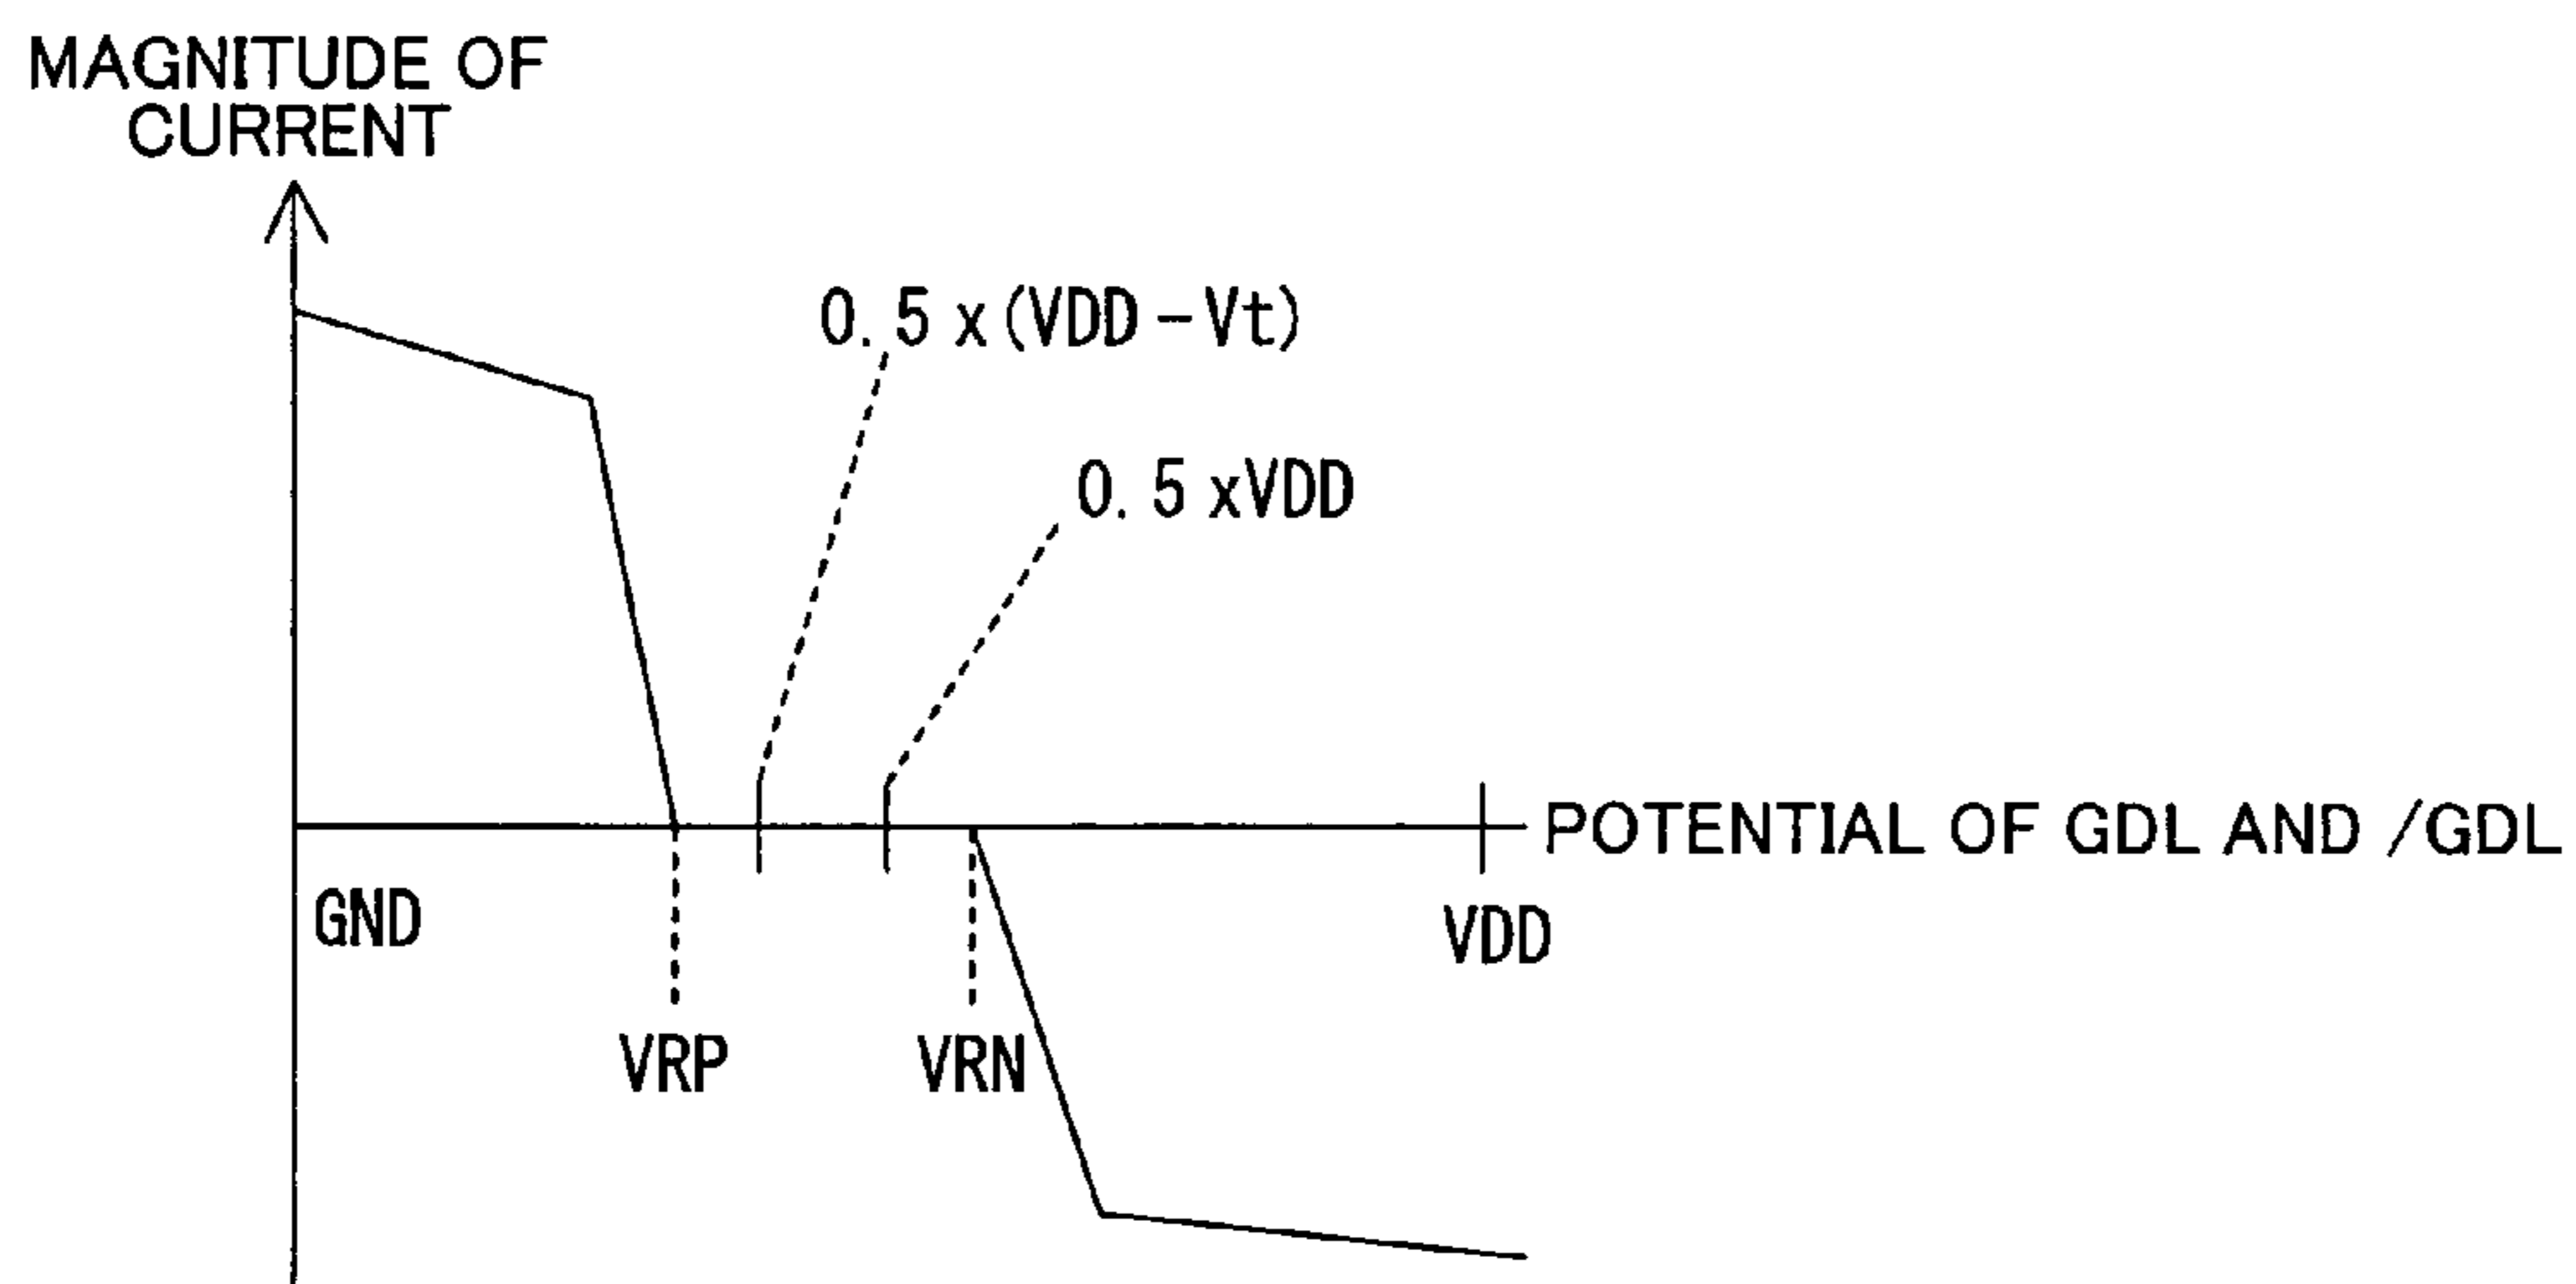 MAGNITUDE OF
CURRENT
0.5 x (VDD-Vt)
0.5 xVDD
POTENTIAL OF GDL AND /GDL
GND
VDD
VRP
VRN